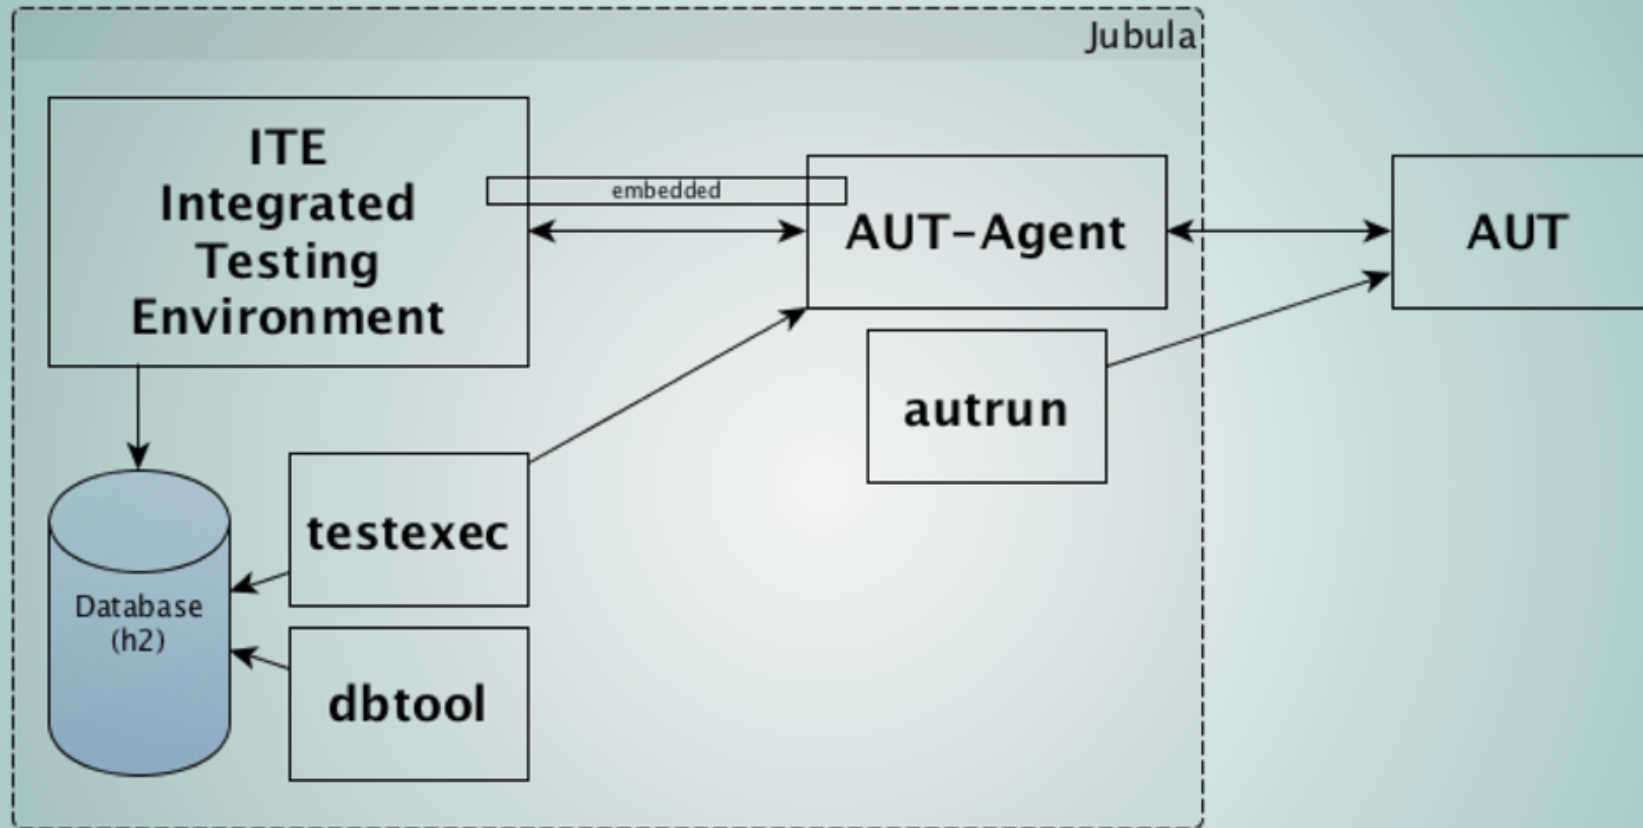 Jubula
ITE
Integrated
Testing
Environment
embedded
AUT-Agent
AUT
autrun
testexec
Database
(h2)
dbtool